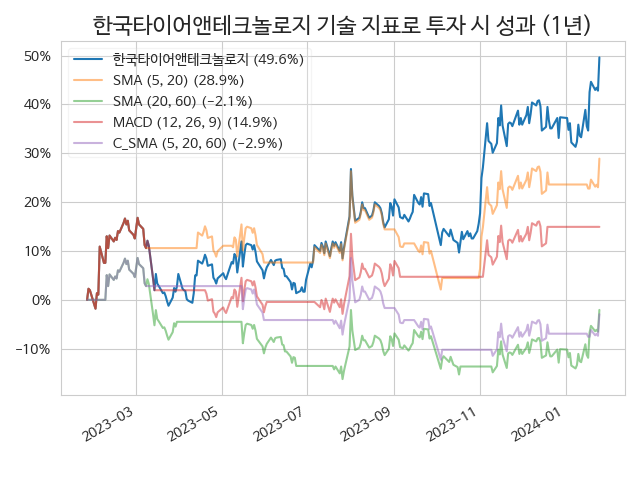 한국타이어앤테크놀로지 기술 지표로 투자 시 성과 (1년)
한국타이어앤테크놀로지 (49.6%)
SMA (5, 20) (28.9%)
SMA (20, 60) (−2.1%)
MACD (12, 26, 9) (14.9%)
C_SMA (5, 20, 60) (−2.9%)
50%
40%
30%
20%
10%
0%
−10%
2023−03
2023−05
2023−07
2023−09
2023−11
2024−01